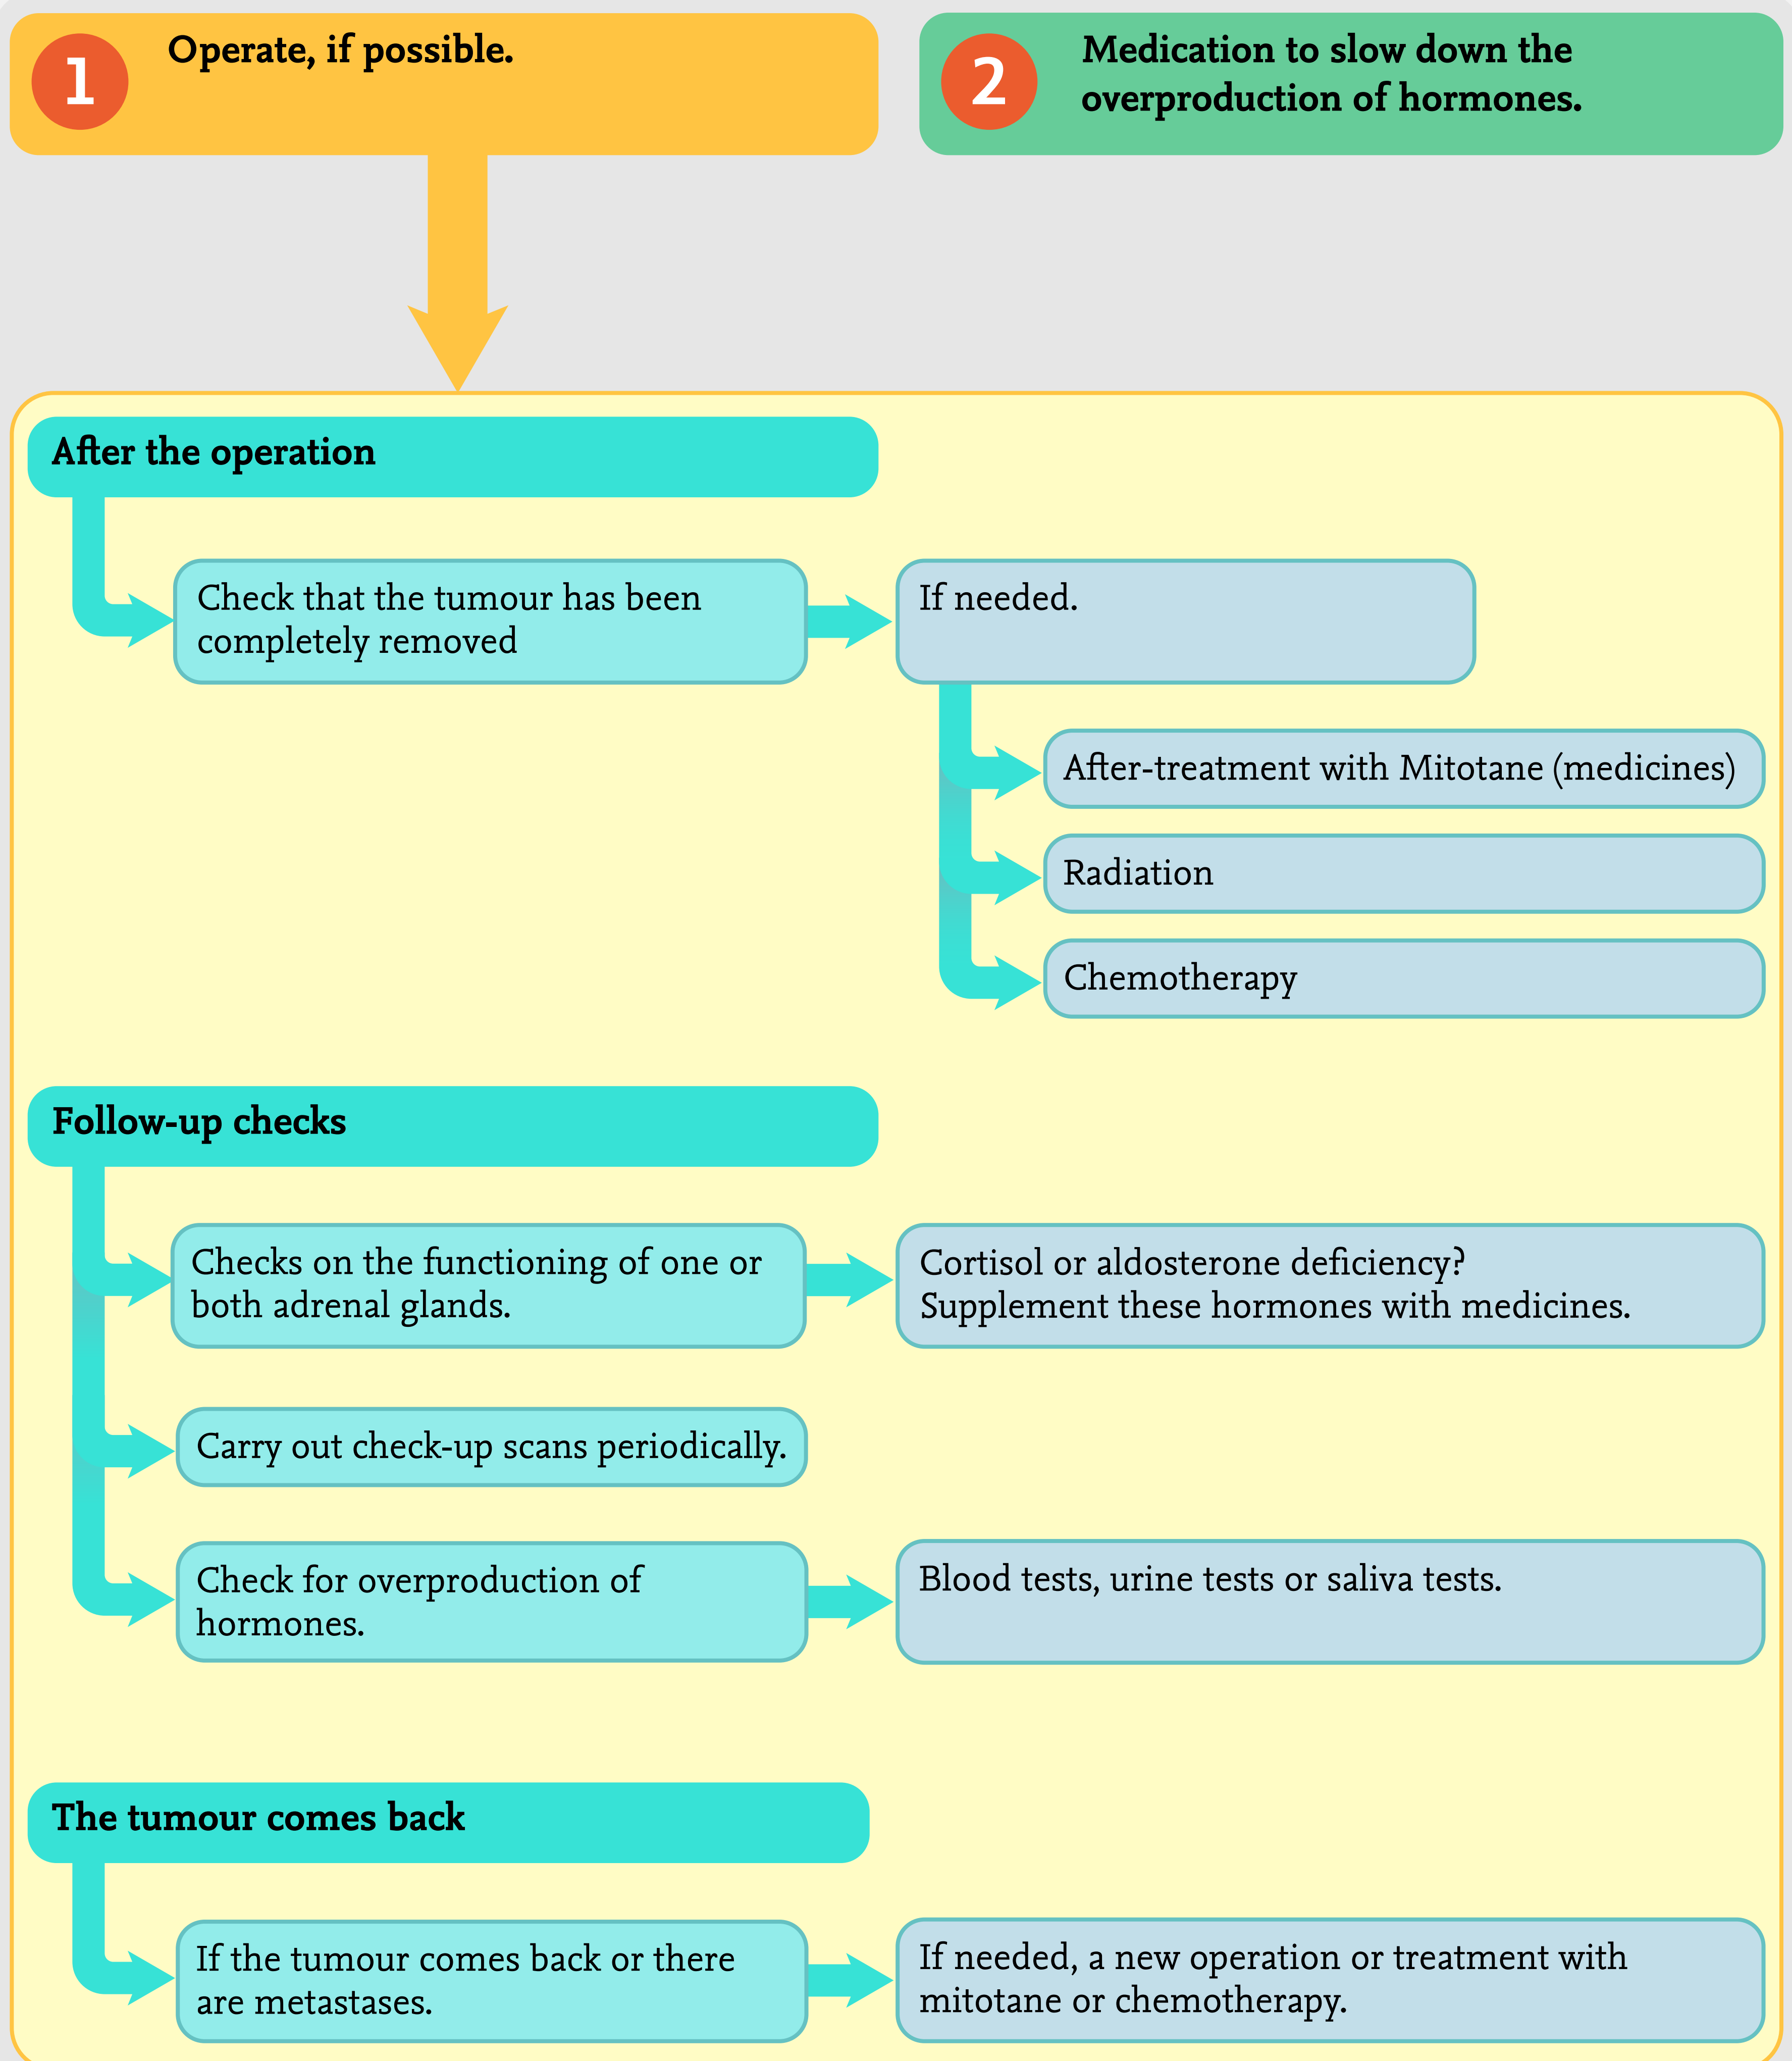 1
Operate, if possible.
2
Medication to slow down the
overproduction of hormones.
After the operation
Check that the tumour has been
completely removed
If needed.
After-treatment with Mitotane (medicines)
Radiation
Chemotherapy
Follow-up checks
Checks on the functioning of one or
both adrenal glands.
Cortisol or aldosterone deficiency?
Supplement these hormones with medicines.
Carry out check-up scans periodically.
Check for overproduction of
hormones.
Blood tests, urine tests or saliva tests.
The tumour comes back
If the tumour comes back or there
are metastases.
If needed, a new operation or treatment with
mitotane or chemotherapy.